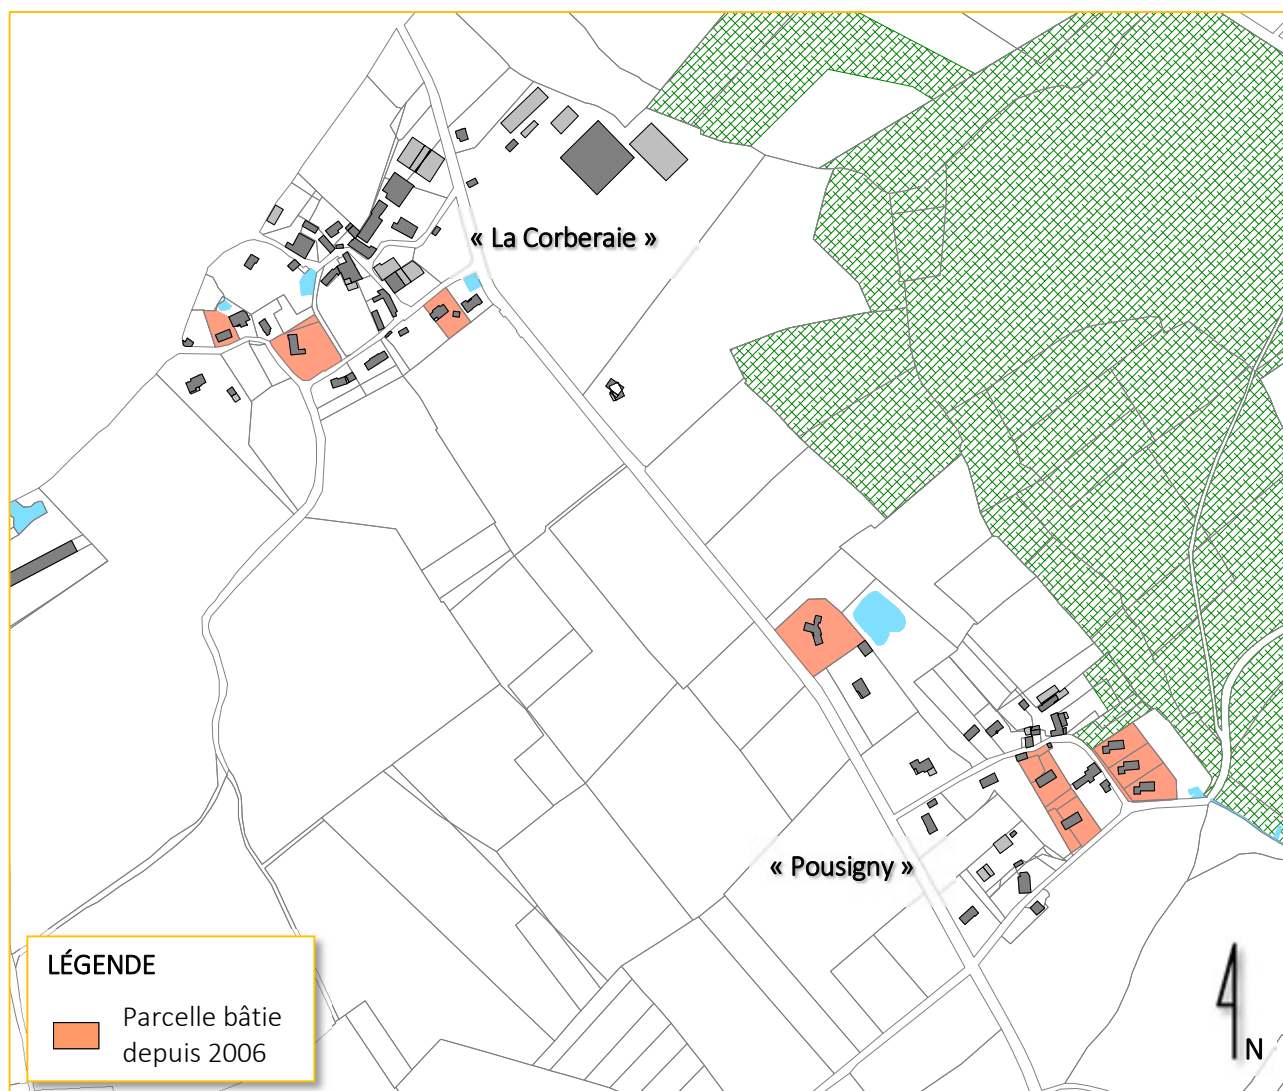 « La Corberaie »
« Pousigny »
LÉGENDE
Parcelle bâtie
depuis 2006
N